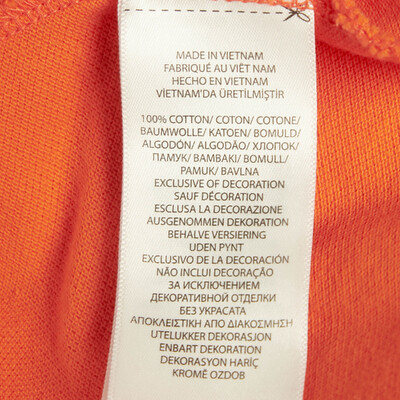 MADE IN VIETNAM
FABRIQUÉ AU VIÊT NAM
HECHO EN VIETNAM
VİETNAM'DA ÜRETİLMİŞTİR
100% COTTON/ COTON/ COTONE/
BAUMWOLLE/ KATOEN/ BOMULD/
ALGODÓN/ ALGODÃO/ ХЛОПОК/
ПАМУК/ ΒΑΜΒΑΚΙ/ BOMULL/
PAMUK/ BAVLNA
EXCLUSIVE OF DECORATION
SAUF DÉCORATION
ESCLUSA LA DECORAZIONE
AUSGENOMMEN DEKORATION
BEHALVE VERSIERING
UDEN PYNT
EXCLUSIVO DE LA DECORACIÓN
NÃO INCLUI DECORAÇÃO
ЗА ИСКЛЮЧЕНИЕМ
ДЕКОРАТИВНОЙ ОТДЕЛКИ
БЕЗ УКРАСАТА
ΑΠΟΚΛΕΙΣΤΙΚΗ ΑΠΟ ΔΙΑΚΟΣΜΗΣΗ
UTELUKKER DEKORASJON
ENBART DEKORATION
DEKORASYON HARİÇ
KROMĚ OZDOB